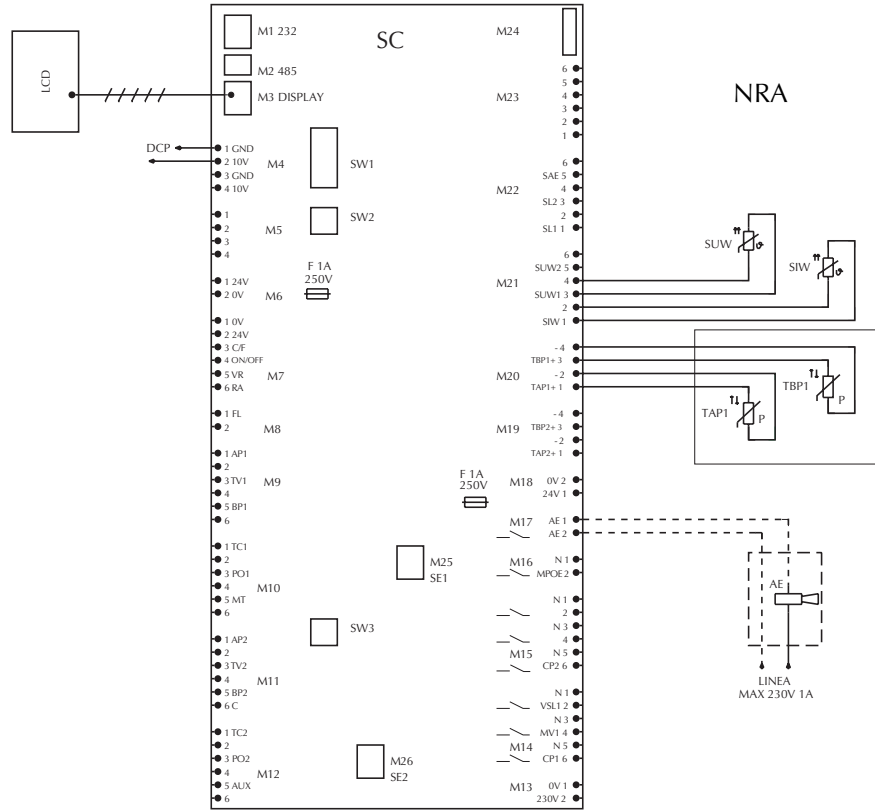 SC
NRA
LCD
M1 232
M2 485
M3 DISPLAY
DCP
1 GND
2 10V
3 GND
4 10V
M4
SW1
1
2
3
4
M5
SW2
F 1A
250V
1 24V
2 0V
M6
1 0V
2 24V
3 C/F
4 ON/OFF
5 VR
6 RA
M7
1 FL
2
M8
1 AP1
2
3 TV1
4
5 BP1
6
M9
1 TC1
2
3 PO1
4
5 MT
6
M10
1 AP2
2
3 TV2
4
5 BP2
6 C
M11
1 TC2
2
3 PO2
4
5 AUX
6
M12
SW3
M25
SE1
M26
SE2
F 1A
250V
M24
M23
6
5
4
3
2
1
M22
6
SAE 5
4
SL2 3
2
SL1 1
M21
6
SUW2 5
4
SUW1 3
2
SIW 1
M20
- 4
TBP1+ 3
- 2
TAP1+ 1
M19
- 4
TBP2+ 3
- 2
TAP2+ 1
M18
0V 2
24V 1
M17
AE 1
AE 2
M16
N 1
MPOE 2
M15
N 1
2
N 3
4
N 5
CP2 6
M14
N 1
VSL1 2
N 3
MV1 4
N 5
CP1 6
M13
0V 1
230V 2
SUW
SIW
TBP1
P
TAP1
P
AE
LINEA
MAX 230V 1A